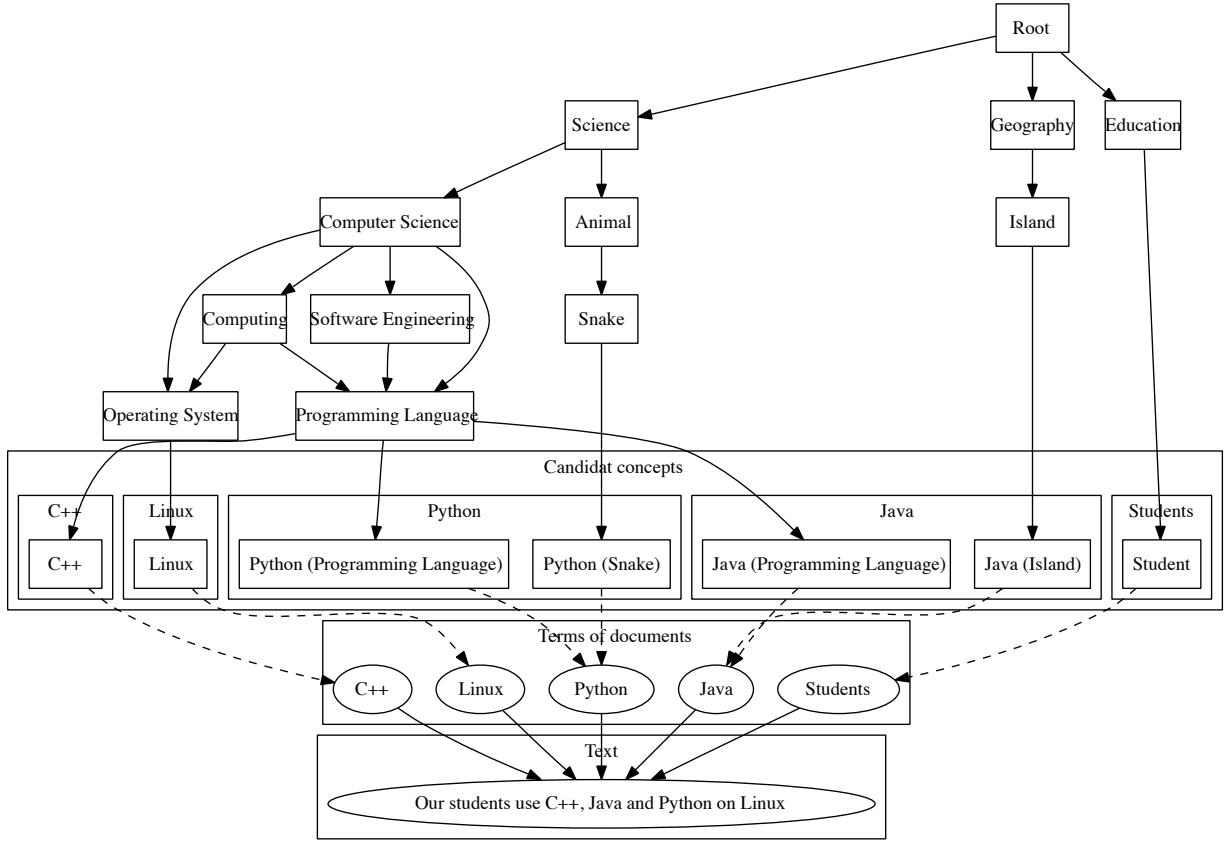 Root
Science
Geography
Education
Computer Science
Animal
Island
Computing
Software Engineering
Snake
Operating System
Programming Language
Candidat concepts
C++
Linux
Python
Java
Students
C++
Linux
Python (Programming Language)
Python (Snake)
Java (Programming Language)
Java (Island)
Student
Terms of documents
C++
Linux
Python
Java
Students
Text
Our students use C++, Java and Python on Linux